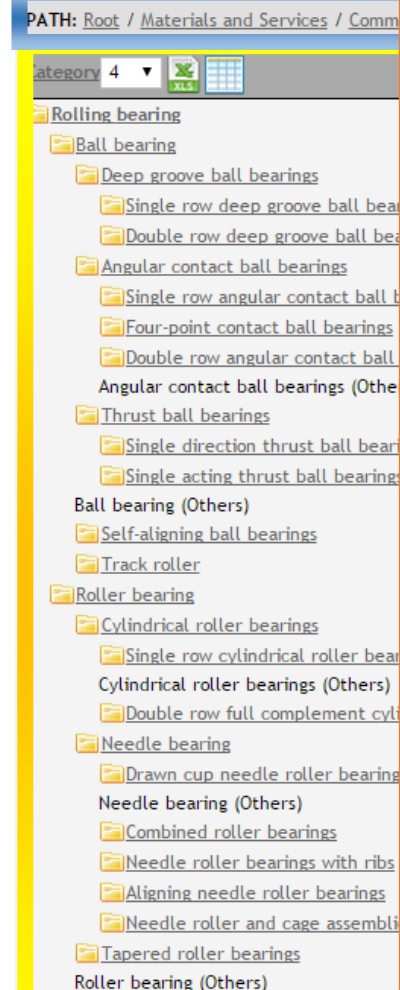 PATH: Root / Materials and Services / Comm
Category 4
XLS
Rolling bearing
Ball bearing
Deep groove ball bearings
Single row deep groove ball bear
Double row deep groove ball bea
Angular contact ball bearings
Single row angular contact ball b
Four-point contact ball bearings
Double row angular contact ball
Angular contact ball bearings (Othe
Thrust ball bearings
Single direction thrust ball beari
Single acting thrust ball bearings
Ball bearing (Others)
Self-aligning ball bearings
Track roller
Roller bearing
Cylindrical roller bearings
Single row cylindrical roller bear
Cylindrical roller bearings (Others)
Double row full complement cyli
Needle bearing
Drawn cup needle roller bearing
Needle bearing (Others)
Combined roller bearings
Needle roller bearings with ribs
Aligning needle roller bearings
Needle roller and cage assembli
Tapered roller bearings
Roller bearing (Others)